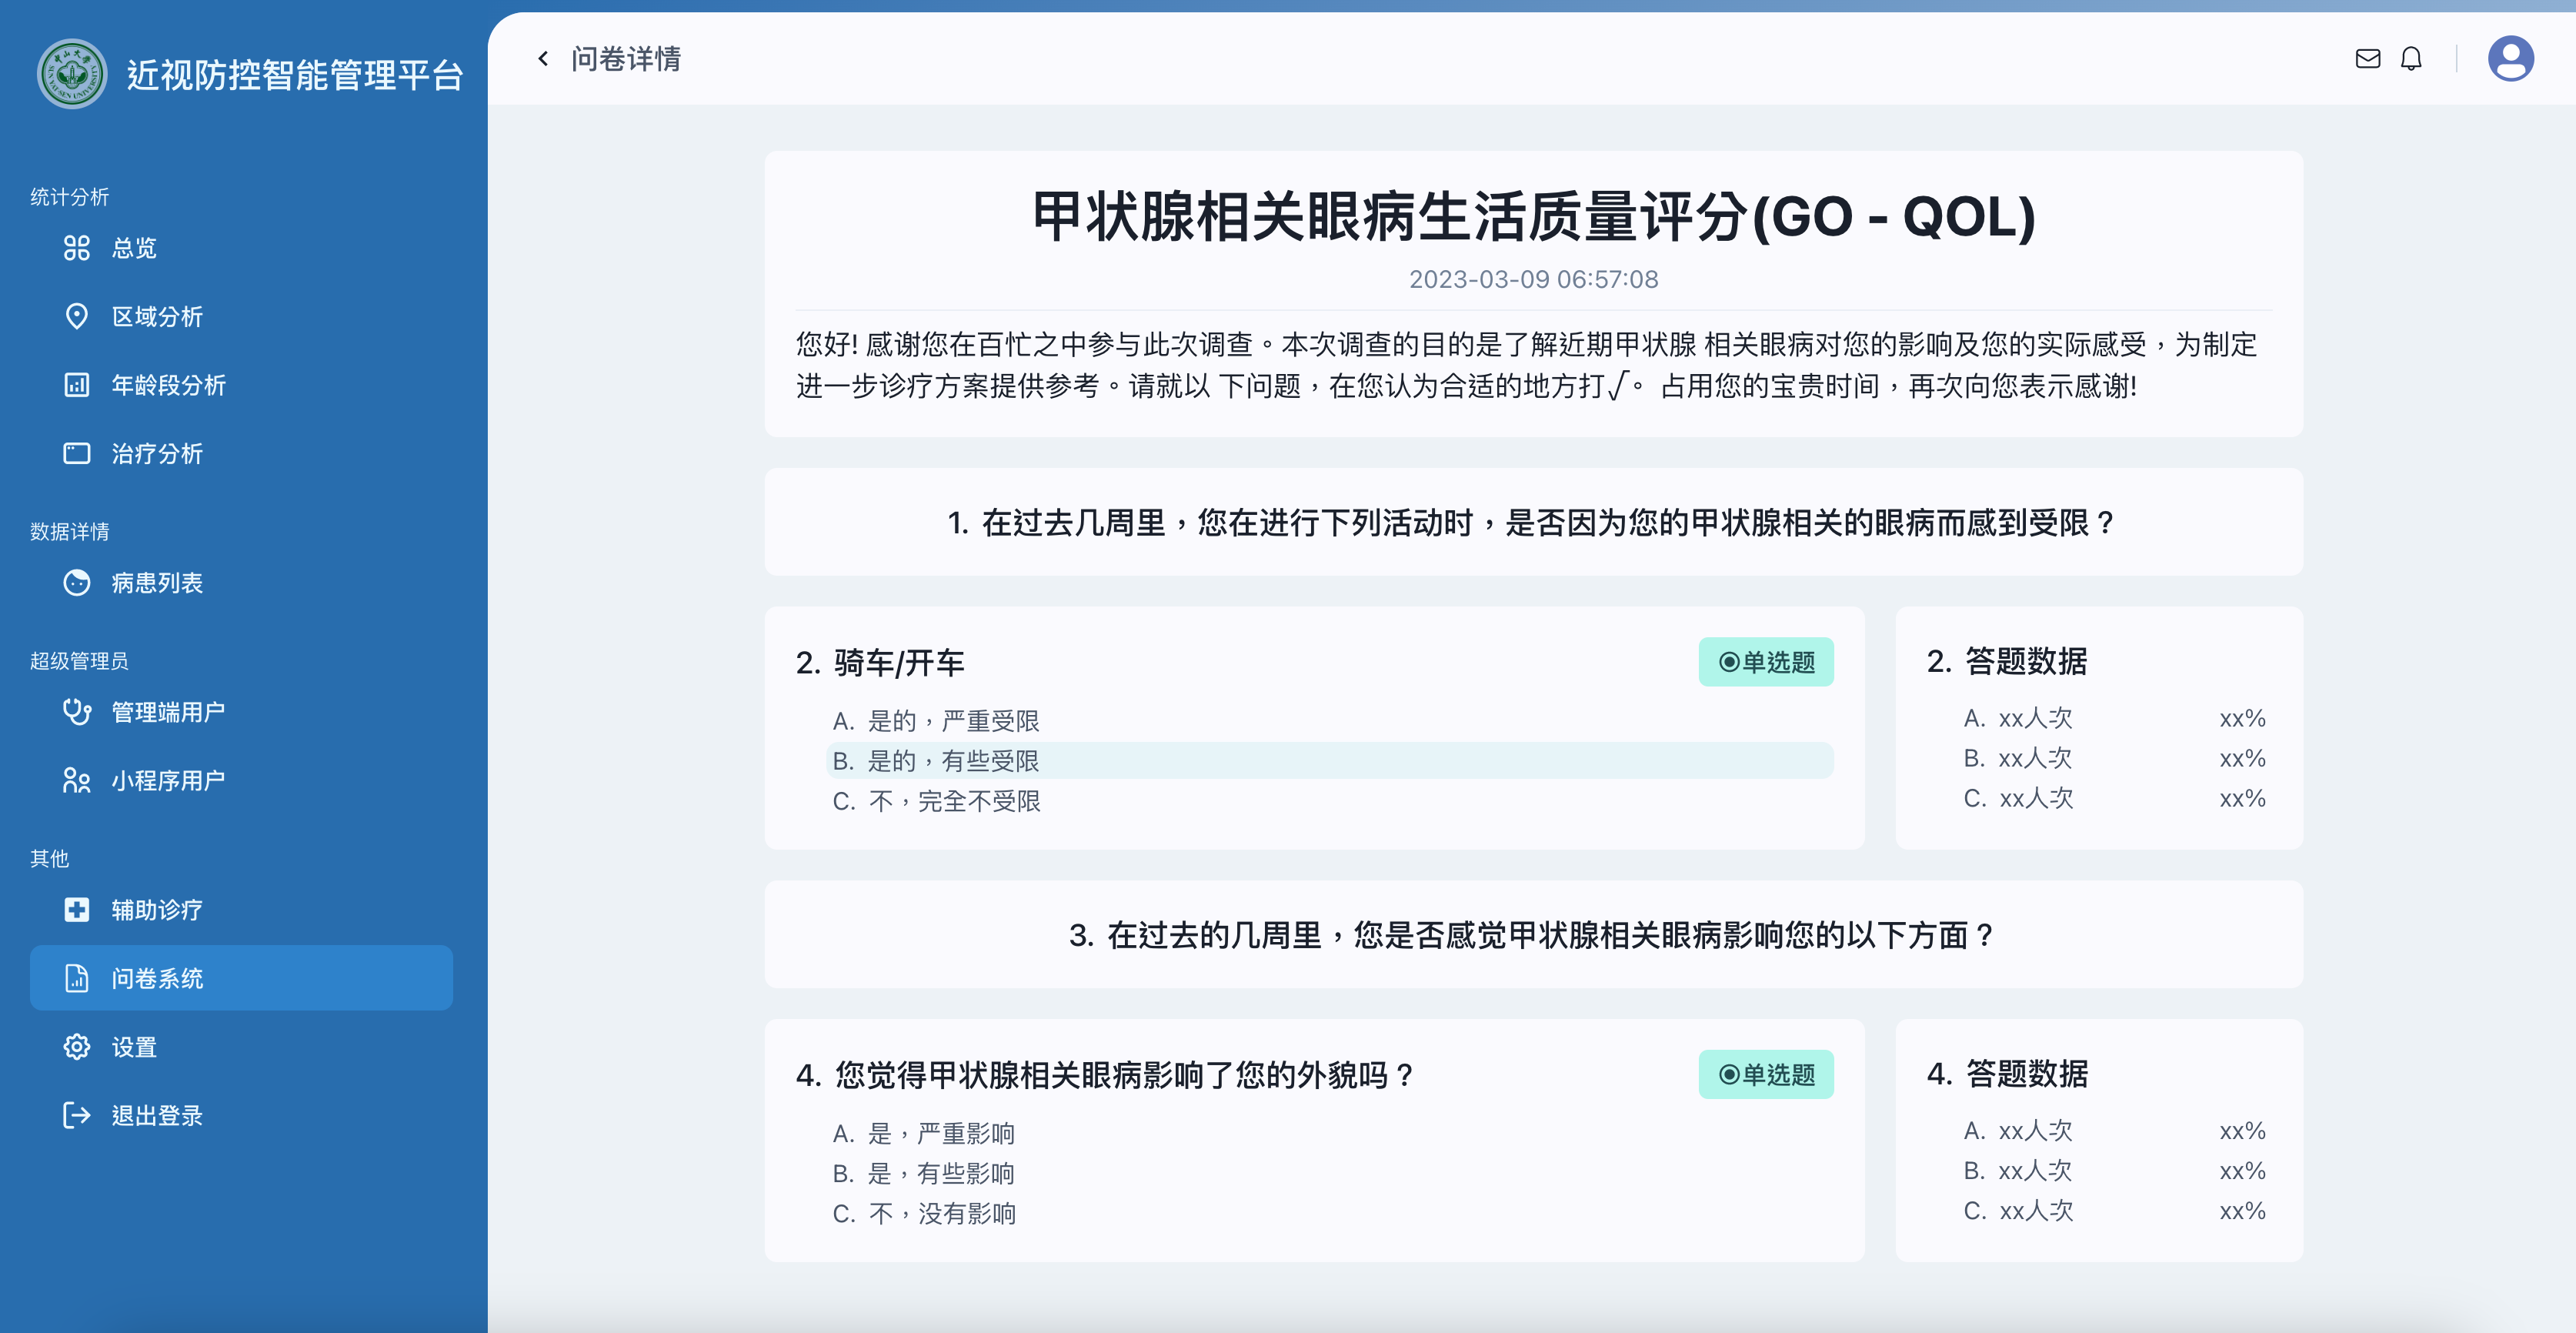 近视防控智能管理平台
统计分析
总览
区域分析
年龄段分析
治疗分析
数据详情
病患列表
超级管理员
管理端用户
小程序用户
其他
辅助诊疗
问卷系统
设置
退出登录
问卷详情
甲状腺相关眼病生活质量评分(GO - QOL)
2023-03-09 06:57:08
您好! 感谢您在百忙之中参与此次调查。本次调查的目的是了解近期甲状腺 相关眼病对您的影响及您的实际感受，为制定
进一步诊疗方案提供参考。请就以 下问题，在您认为合适的地方打√。 占用您的宝贵时间，再次向您表示感谢!
1. 在过去几周里，您在进行下列活动时，是否因为您的甲状腺相关的眼病而感到受限？
2. 骑车/开车
单选题
A. 是的，严重受限
B. 是的，有些受限
C. 不，完全不受限
2. 答题数据
A. xx人次 xx%
B. xx人次 xx%
C. xx人次 xx%
3. 在过去的几周里，您是否感觉甲状腺相关眼病影响您的以下方面？
4. 您觉得甲状腺相关眼病影响了您的外貌吗？
单选题
A. 是，严重影响
B. 是，有些影响
C. 不，没有影响
4. 答题数据
A. xx人次 xx%
B. xx人次 xx%
C. xx人次 xx%